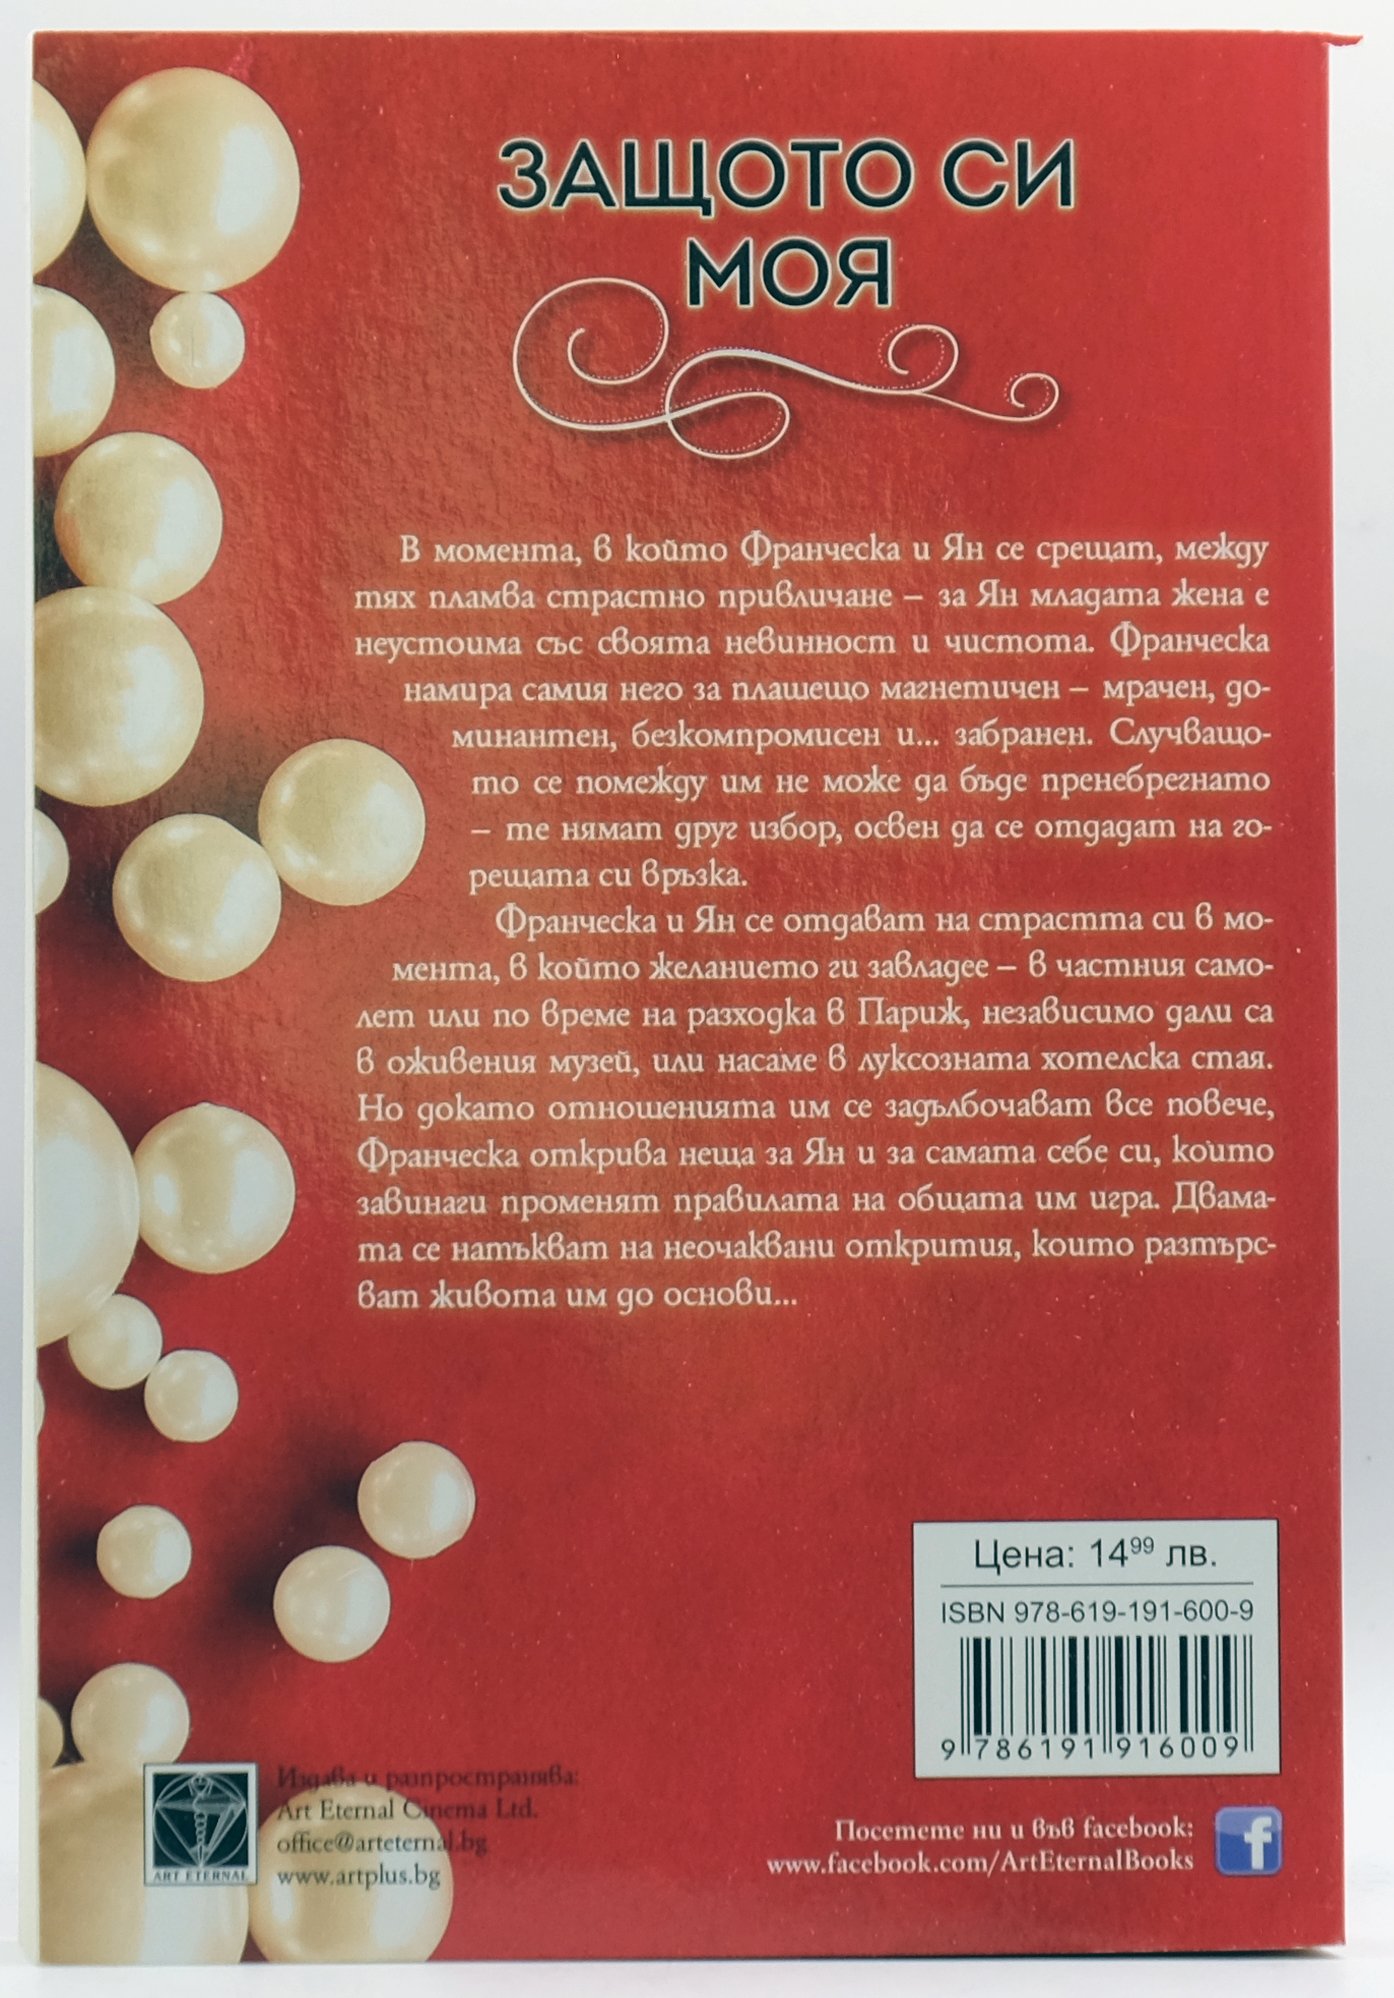 ЗАЩОТО СИ
МОЯ
В момента, в който Франческа и Ян се срещат, между
тях пламва страстно привличане – за Ян младата жена е
неустоима със своята невинност и чистота. Франческа
намира самия него за плашещо магнетичен – мрачен, до-
минантен, безкомпромисен и... забранен. Случващо-
то се помежду им не може да бъде пренебрегнато
– те нямат друг избор, освен да се отдадат на го-
рещата си връзка.
Франческа и Ян се отдават на страстта си в мо-
мента, в който желанието ги завладее – в частния само-
лет или по време на разходка в Париж, независимо дали са
в оживения музей, или насаме в луксозната хотелска стая.
Но докато отношенията им се задълбочават все повече,
Франческа открива неща за Ян и за самата себе си, които
завинаги променят правилата на общата им игра. Двама-
та се натъкват на неочаквани открития, които разтърс-
ват живота им до основи...
Цена: 14⁹⁹ лв.
ISBN 978-619-191-600-9
9 786191 916009
Издава и разпространява:
Art Eternal Cinema Ltd.
office@arteternal.bg
www.artplus.bg
ART ETERNAL
Посетете ни и във facebook:
www.facebook.com/ArtEternalBooks
f